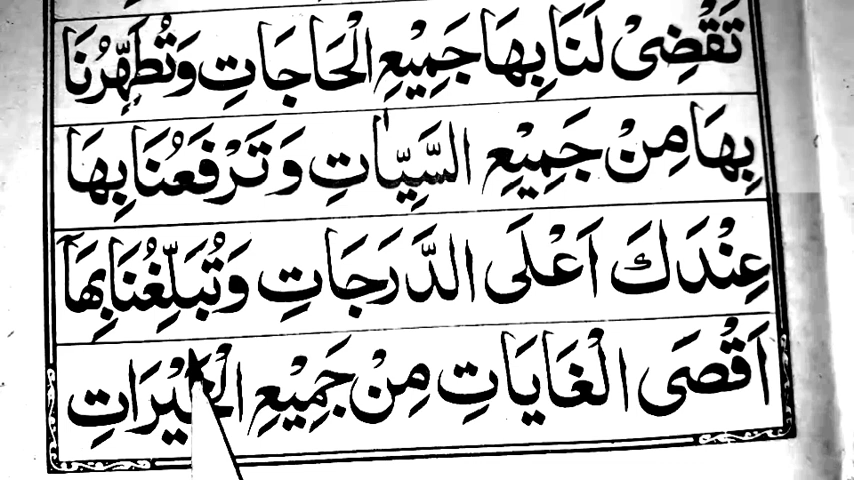 تَقْضِیْ لَنَا بِهَا جَمِیْعِ الْحَاجَاتِ وَتُطَهِّرُنَا
بِهَا مِنْ جَمِیْعِ السَّیِّاٰتِ وَتَرْفَعُنَا بِهَا
عِنْدَكَ اَعْلَی الدَّرَجَاتِ وَتُبَلِّغُنَا بِهَآ
اَقْصَی الْغَایَاتِ مِنْ جَمِیْعِ الْخَیْرَاتِ